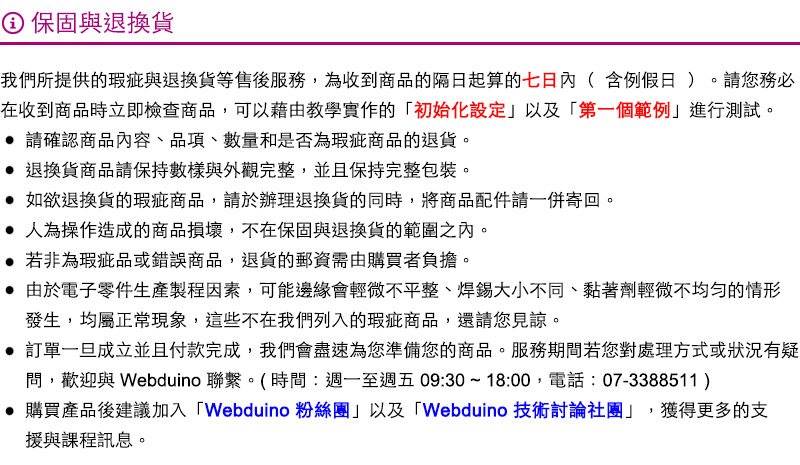 保固與退換貨
我們所提供的瑕疵與退換貨等售後服務，為收到商品的隔日起算的七日內（ 含例假日 ）。請您務必
在收到商品時立即檢查商品，可以藉由教學實作的「初始化設定」以及「第一個範例」進行測試。
● 請確認商品內容、品項、數量和是否為瑕疵商品的退貨。
● 退換貨商品請保持數樣與外觀完整，並且保持完整包裝。
● 如欲退換貨的瑕疵商品，請於辦理退換貨的同時，將商品配件請一併寄回。
● 人為操作造成的商品損壞，不在保固與退換貨的範圍之內。
● 若非為瑕疵品或錯誤商品，退貨的郵資需由購買者負擔。
● 由於電子零件生產製程因素，可能邊緣會輕微不平整、焊錫大小不同、黏著劑輕微不均勻的情形
發生，均屬正常現象，這些不在我們列入的瑕疵商品，還請您見諒。
● 訂單一旦成立並且付款完成，我們會盡速為您準備您的商品。服務期間若您對處理方式或狀況有疑
問，歡迎與 Webduino 聯繫。( 時間：週一至週五 09:30 ~ 18:00，電話：07-3388511 )
● 購買產品後建議加入「Webduino 粉絲團」以及「Webduino 技術討論社團」，獲得更多的支
援與課程訊息。